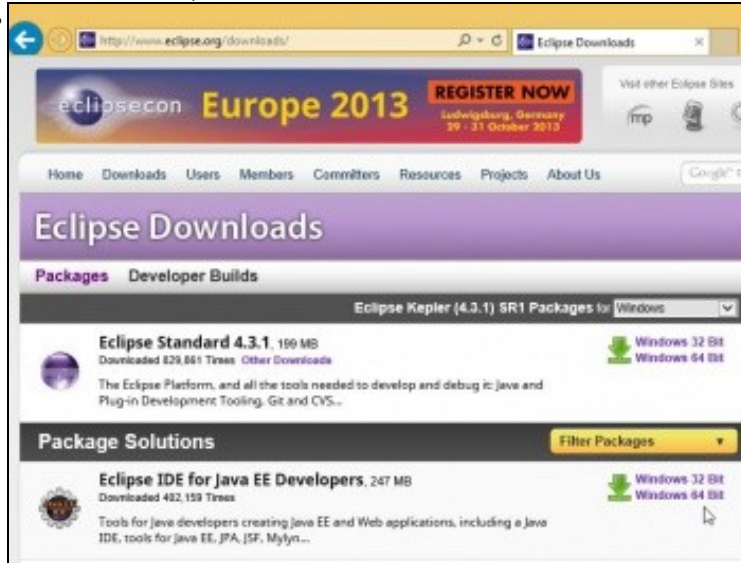 http://www.eclipse.org/downloads/
Eclipse Downloads
eclipsecon Europe 2013
REGISTER NOW
Ludwigsburg, Germany
29 - 31 October 2013
Visit other Eclipse Sites
mp
Home Downloads Users Members Committers Resources Projects About Us
Eclipse Downloads
Packages Developer Builds
Eclipse Kepler (4.3.1) SR1 Packages for Windows
Eclipse Standard 4.3.1, 199 MB
Downloaded 829,861 Times Other Downloads
The Eclipse Platform, and all the tools needed to develop and debug it: Java and
Plug-in Development Tooling, Git and CVS...
Windows 32 Bit
Windows 64 Bit
Package Solutions
Filter Packages
Eclipse IDE for Java EE Developers, 247 MB
Downloaded 402,159 Times
Tools for Java developers creating Java EE and Web applications, including a Java
IDE, tools for Java EE, JPA, JSF, Mylyn...
Windows 32 Bit
Windows 64 Bit